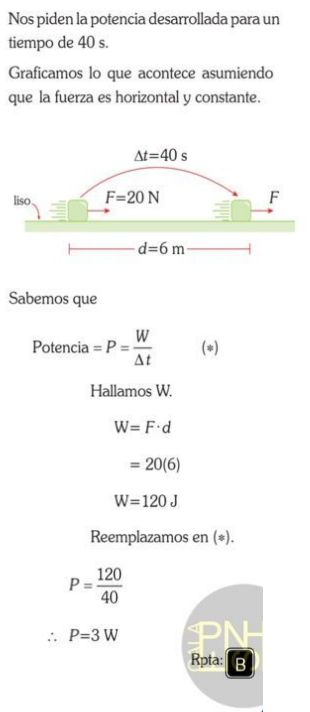 Nos piden la potencia desarrollada para un
tiempo de 40 s.
Graficamos lo que acontece asumiendo
que la fuerza es horizontal y constante.
Δt=40 s
liso
F=20 N
F
d=6 m
Sabemos que
Potencia = P = W/Δt (*)
Hallamos W.
W= F·d
= 20(6)
W=120 J
Reemplazamos en (*).
P = 120/40
∴ P=3 W
PNH
Rpta: B